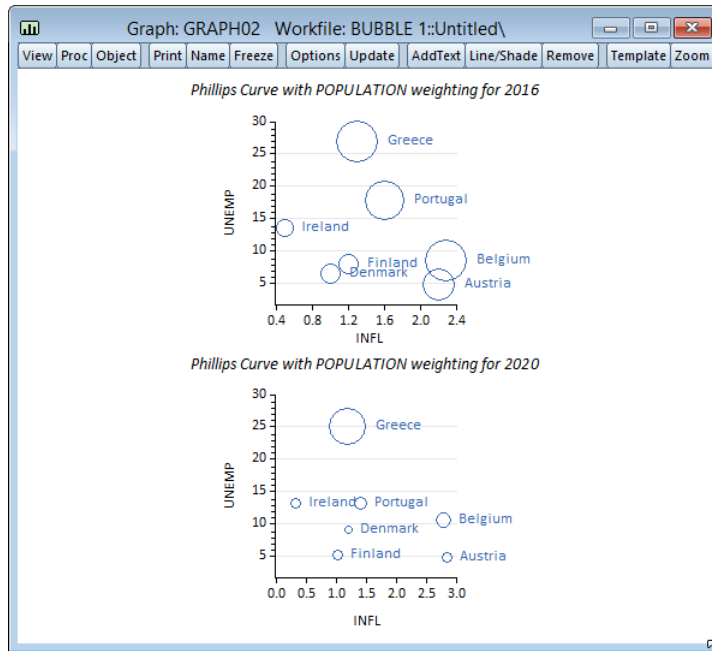 Graph: GRAPH02 Workfile: BUBBLE 1::Untitled\
View Proc Object Print Name Freeze Options Update AddText Line/Shade Remove Template Zoom
Phillips Curve with POPULATION weighting for 2016
30
Greece
25
20
Portugal
UNEMP
15
Ireland
10
Finland
Belgium
Denmark
5
Austria
0.4 0.8 1.2 1.6 2.0 2.4
INFL
Phillips Curve with POPULATION weighting for 2020
30
Greece
25
20
UNEMP
15
Ireland Portugal
10
Belgium
Denmark
5
Finland Austria
0.0 0.5 1.0 1.5 2.0 2.5 3.0
INFL